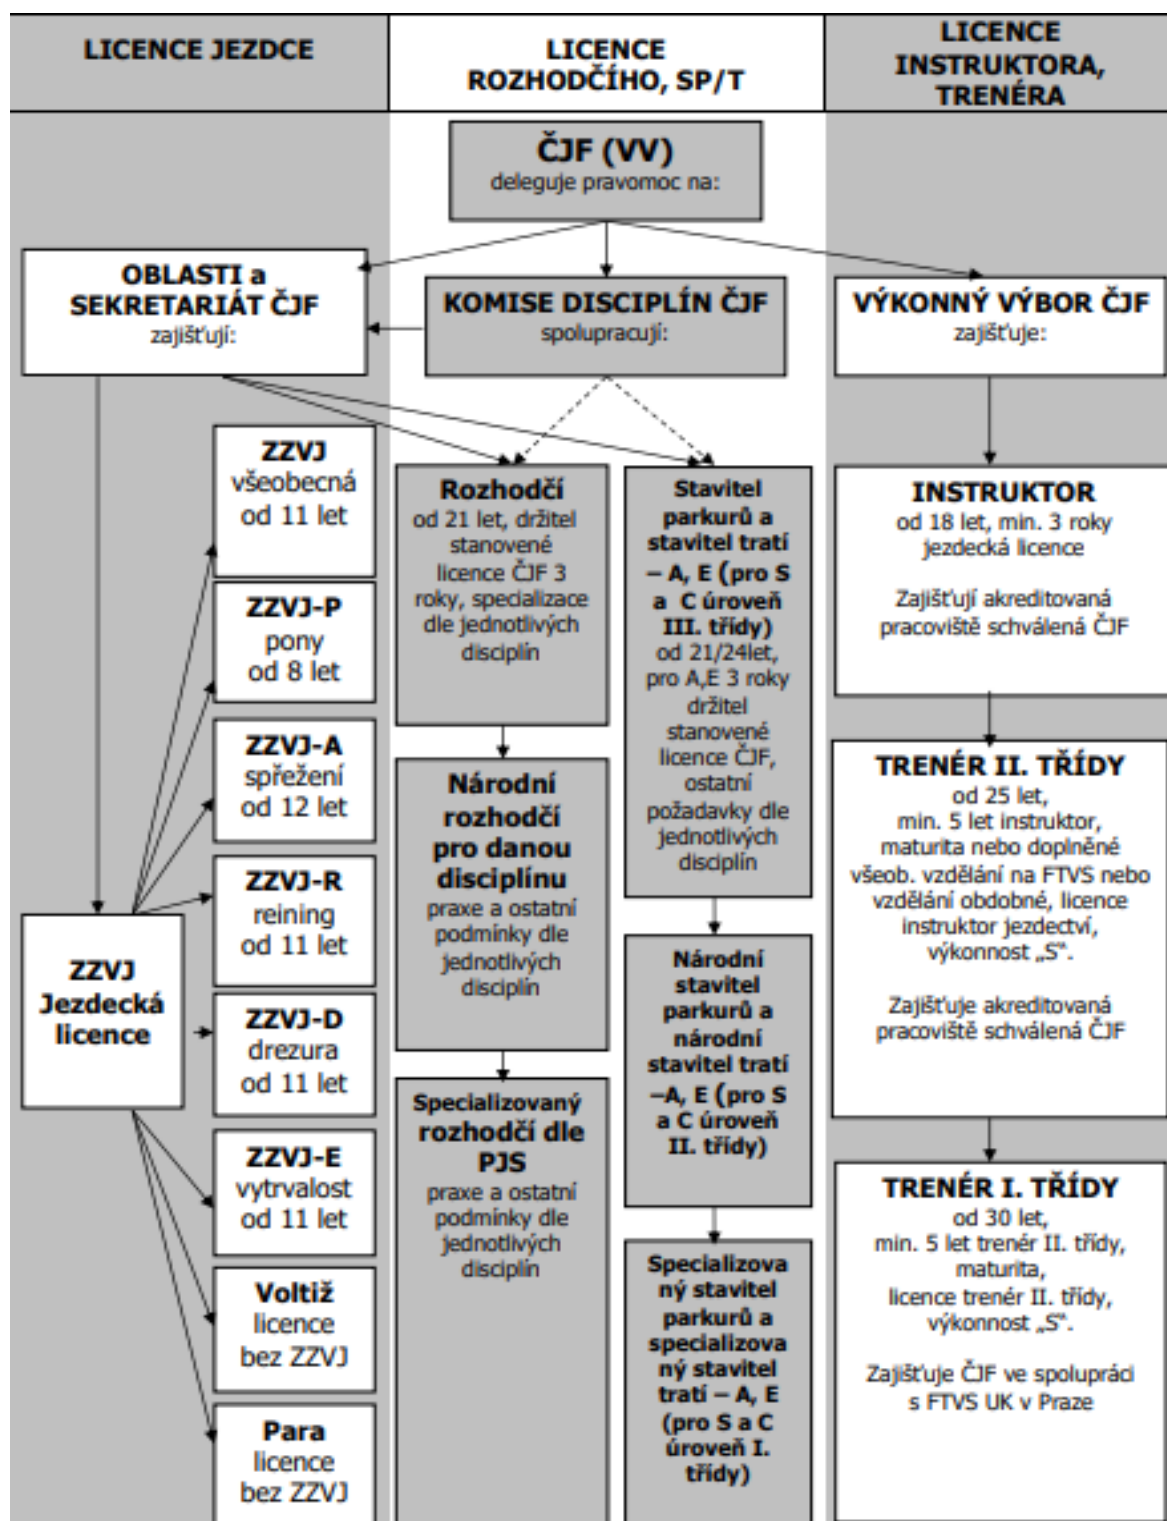 LICENCE JEZDCE
LICENCE
ROZHODČÍHO, SP/T
LICENCE
INSTRUKTORA,
TRENÉRA
ČJF (VV)
deleguje pravomoc na:
OBLASTI a
SEKRETARIÁT ČJF
zajišťují:
KOMISE DISCIPLÍN ČJF
spolupracují:
VÝKONNÝ VÝBOR ČJF
zajišťuje:
ZZVJ
Jezdecká
licence
ZZVJ
všeobecná
od 11 let
ZZVJ-P
pony
od 8 let
ZZVJ-A
spřežení
od 12 let
ZZVJ-R
reining
od 11 let
ZZVJ-D
drezura
od 11 let
ZZVJ-E
vytrvalost
od 11 let
Voltiž
licence
bez ZZVJ
Para
licence
bez ZZVJ
Rozhodčí
od 21 let, držitel
stanovené
licence ČJF 3
roky, specializace
dle jednotlivých
disciplín
Národní
rozhodčí
pro danou
disciplínu
praxe a ostatní
podmínky dle
jednotlivých
disciplín
Specializovaný
rozhodčí dle
PJS
praxe a ostatní
podmínky dle
jednotlivých
disciplín
Stavitel
parkurů a
stavitel tratí
– A, E (pro S
a C úroveň
III. třídy)
od 21/24let,
pro A,E 3 roky
držitel
stanovené
licence ČJF,
ostatní
požadavky dle
jednotlivých
disciplín
Národní
stavitel
parkurů a
národní
stavitel tratí
–A, E (pro S
a C úroveň
II. třídy)
Specializova
ný stavitel
parkurů a
specializova
ný stavitel
tratí – A, E
(pro S a C
úroveň I.
třídy)
INSTRUKTOR
od 18 let, min. 3 roky
jezdecká licence
Zajišťují akreditovaná
pracoviště schválená ČJF
TRENÉR II. TŘÍDY
od 25 let,
min. 5 let instruktor,
maturita nebo doplněné
všeob. vzdělání na FTVS nebo
vzdělání obdobné, licence
instruktor jezdectví,
výkonnost „S“.
Zajišťuje akreditovaná
pracoviště schválená ČJF
TRENÉR I. TŘÍDY
od 30 let,
min. 5 let trenér II. třídy,
maturita,
licence trenér II. třídy,
výkonnost „S“.
Zajišťuje ČJF ve spolupráci
s FTVS UK v Praze